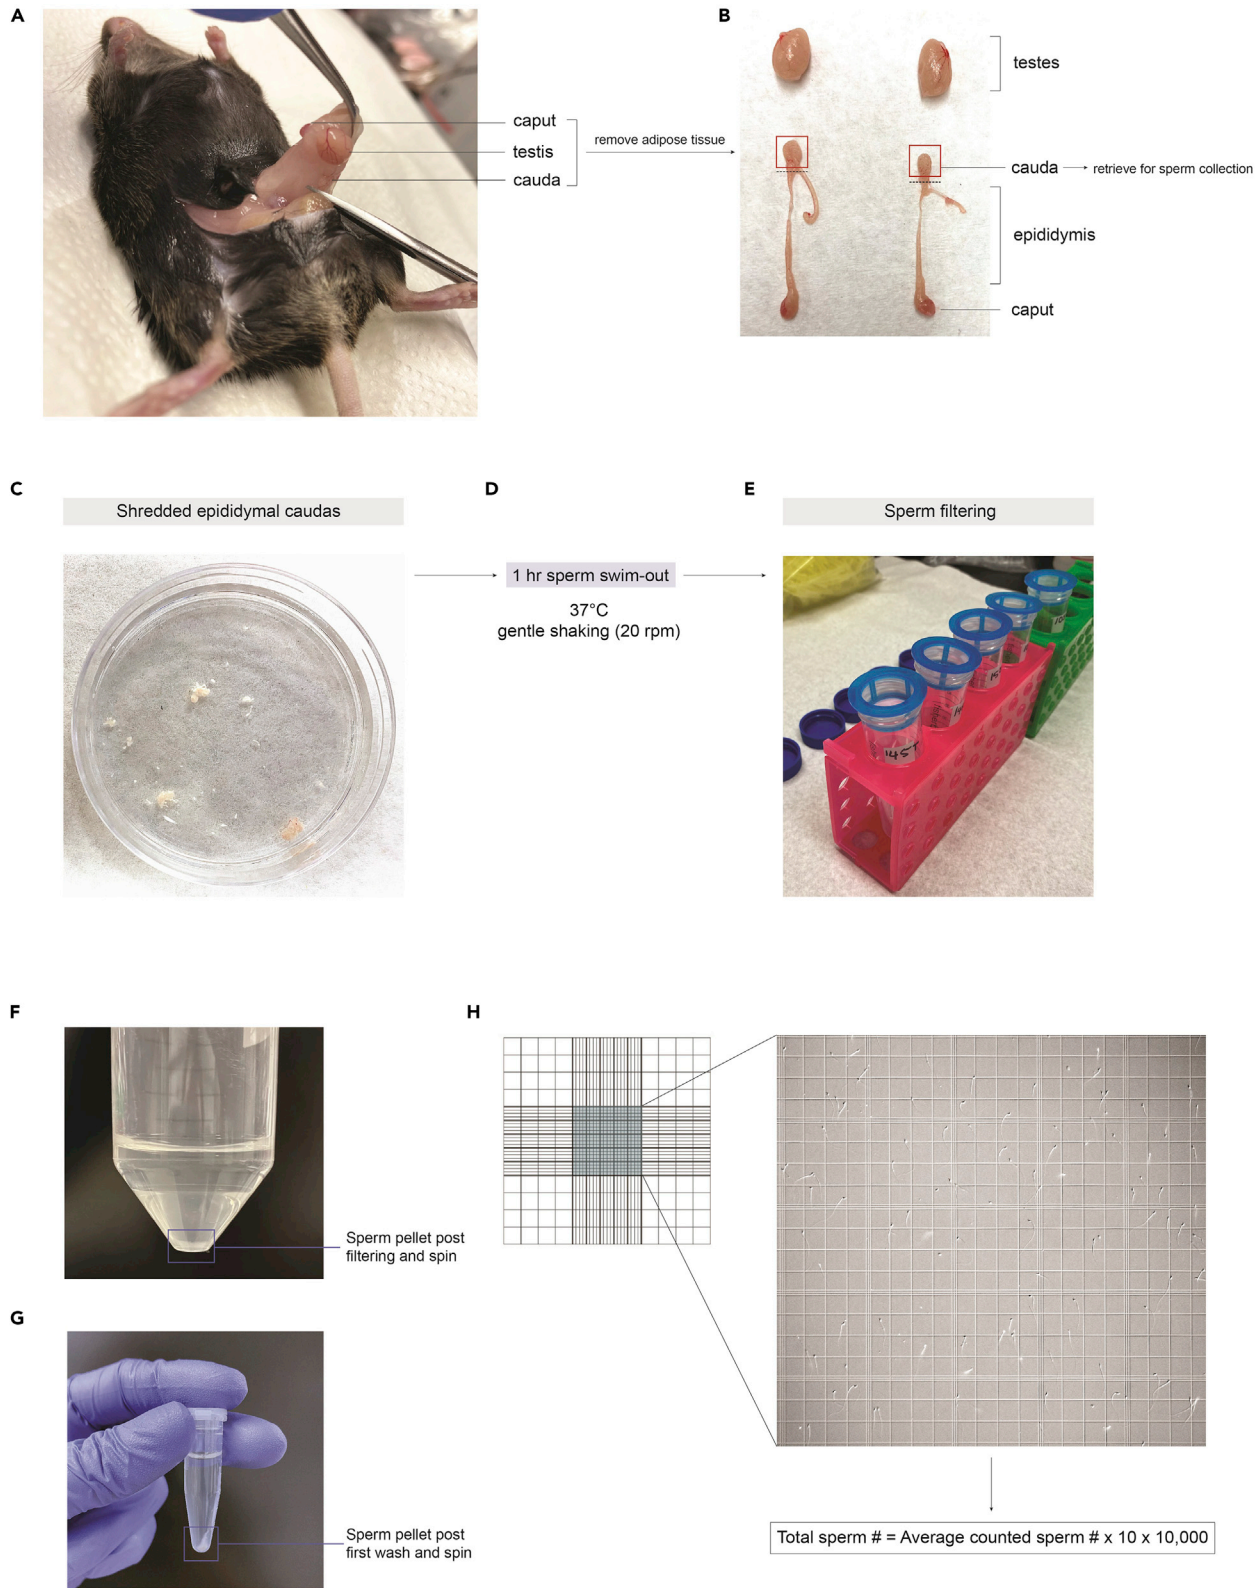 A
caput
testis
cauda
remove adipose tissue
B
testes
cauda
retrieve for sperm collection
epididymis
caput
C
Shredded epididymal caudas
D
1 hr sperm swim-out
37°C
gentle shaking (20 rpm)
E
Sperm filtering
145T
F
Sperm pellet post
filtering and spin
G
Sperm pellet post
first wash and spin
H
Total sperm # = Average counted sperm # x 10 x 10,000